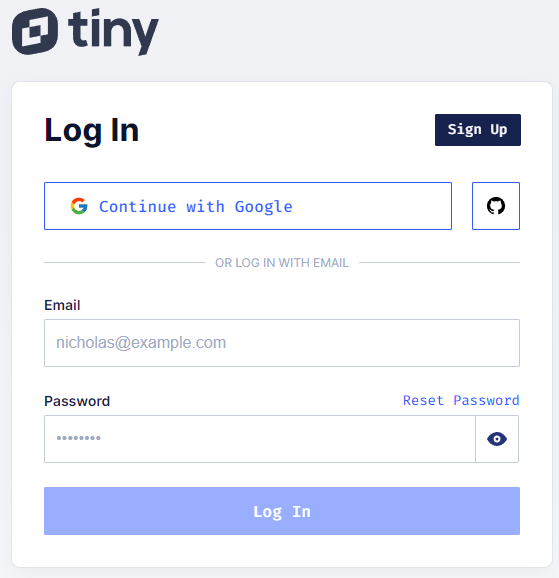 tiny
Log In
Sign Up
Continue with Google
OR LOG IN WITH EMAIL
Email
nicholas@example.com
Password
Reset Password
••••••••
Log In